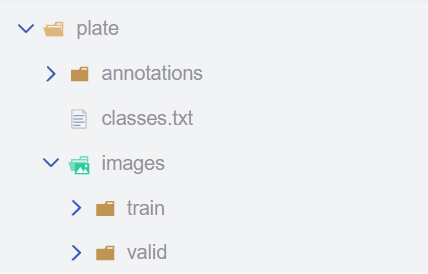 plate
annotations
classes.txt
images
train
valid